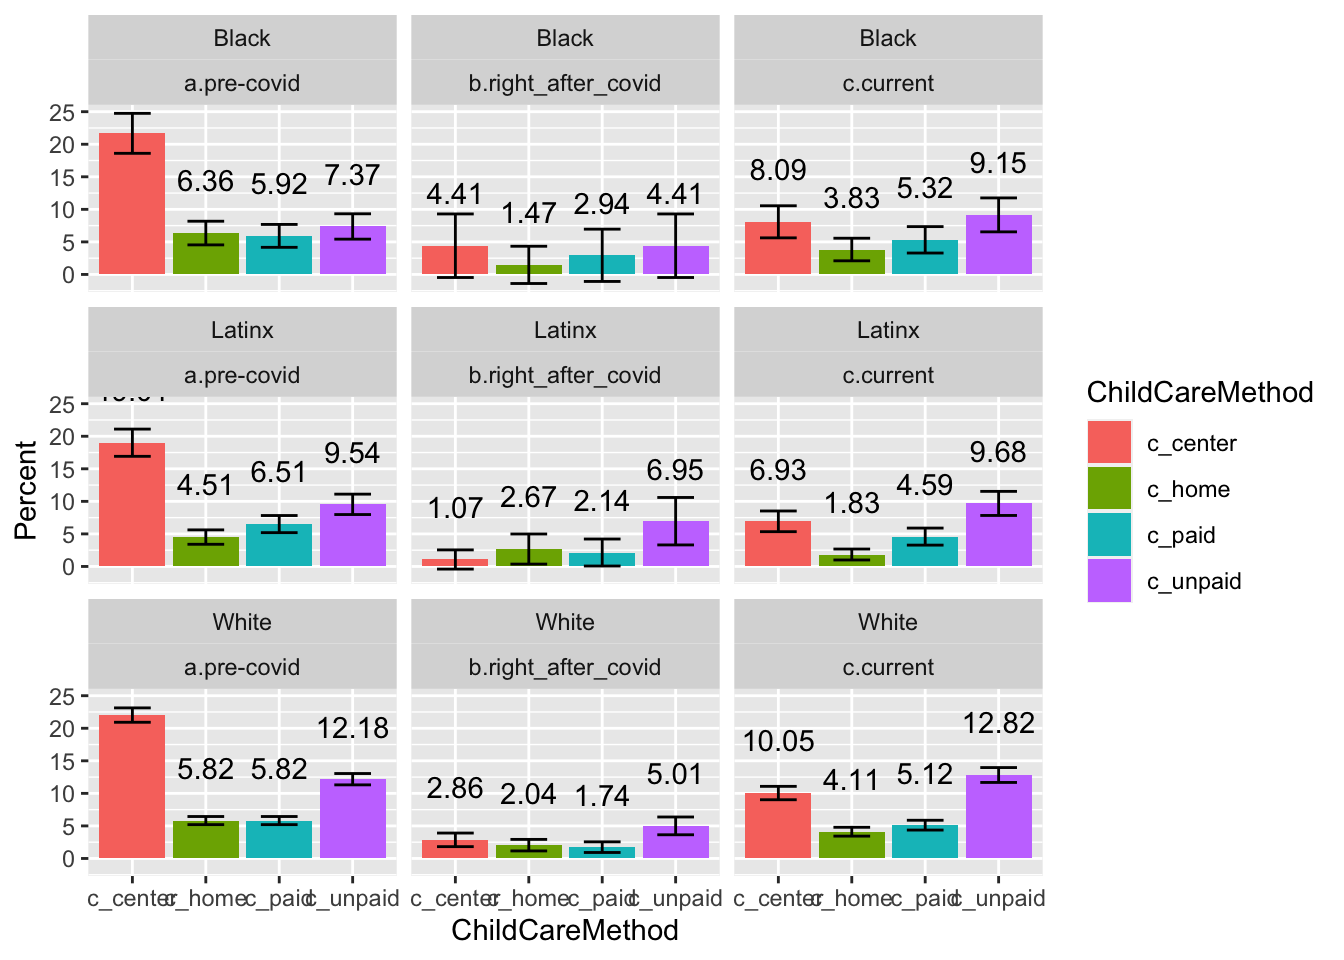 Black
Black
Black
a.pre-covid
b.right_after_covid
c.current
25
20
15
10
5
0
6.36
5.92
7.37
4.41
1.47
2.94
4.41
8.09
3.83
5.32
9.15
Latinx
Latinx
Latinx
a.pre-covid
b.right_after_covid
c.current
25
20
15
10
5
0
4.51
6.51
9.54
1.07
2.67
2.14
6.95
6.93
1.83
4.59
9.68
White
White
White
a.pre-covid
b.right_after_covid
c.current
25
20
15
10
5
0
5.82
5.82
12.18
2.86
2.04
1.74
5.01
10.05
4.11
5.12
12.82
c_center
c_home
c_paid
c_unpaid
c_center
c_home
c_paid
c_unpaid
c_center
c_home
c_paid
c_unpaid
ChildCareMethod
Percent
ChildCareMethod
c_center
c_home
c_paid
c_unpaid